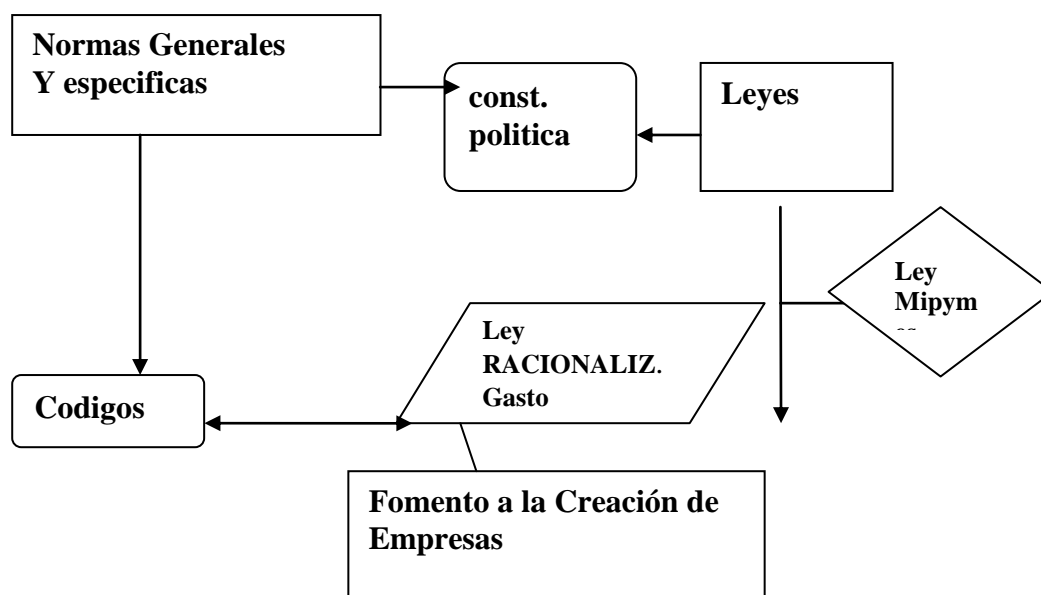 Normas Generales
Y especificas
const.
politica
Leyes
Ley
Mipym
Ley
RACIONALIZ.
Gasto
Codigos
Fomento a la Creación de
Empresas